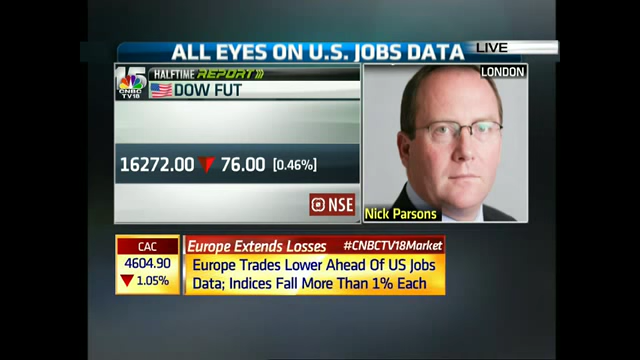 ALL EYES ON U.S. JOBS DATA
LIVE
15
CNBC
TV18
HALFTIME REPORT
DOW FUT
LONDON
16272.00 76.00 [0.46%]
NSE
Nick Parsons
CAC
4604.90
1.05%
Europe Extends Losses #CNBCTV18Market
Europe Trades Lower Ahead Of US Jobs
Data; Indices Fall More Than 1% Each